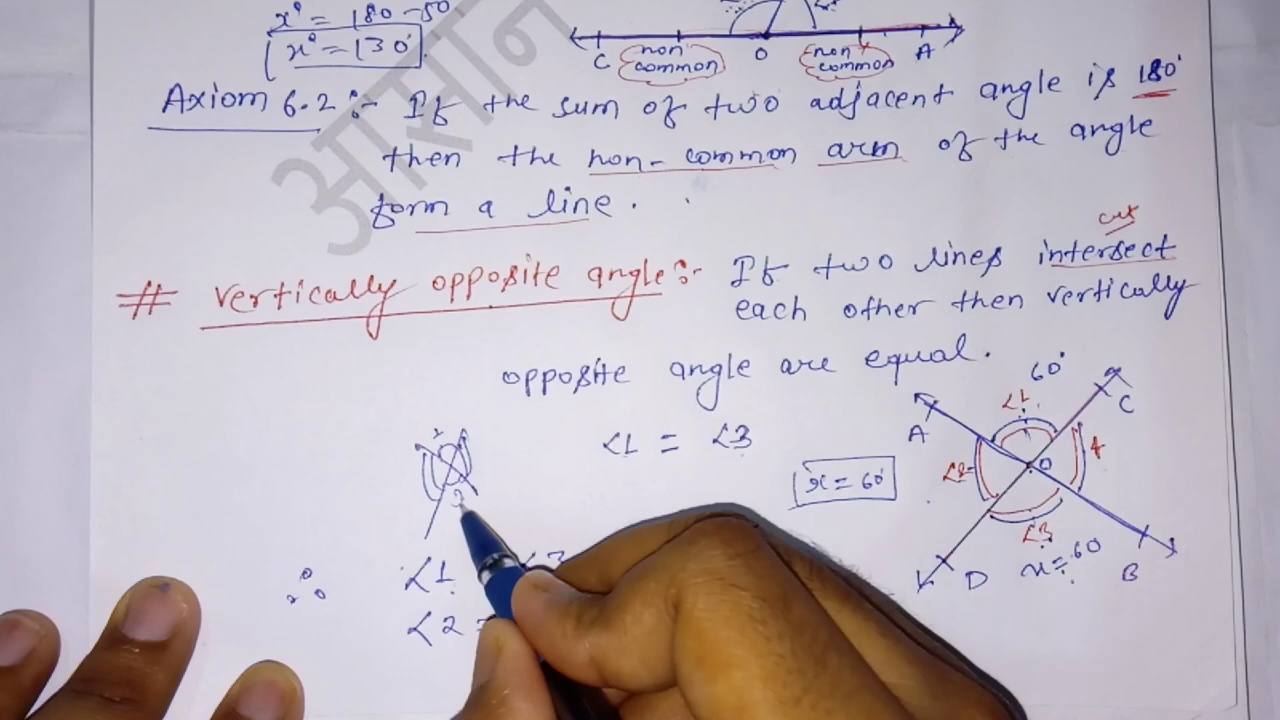 x° = 180 - 50
x° = 130°
C non common O non common A
Axiom 6.2 :- If the sum of two adjacent angle is 180°
then the non-common arm of the angle
form a line.
आसान
cut
# vertically opposite angle :- If two lines intersect
each other then vertically
opposite angle are equal.
∠1 = ∠3
x = 60°
60°
A ∠1 C
∠2 O 4
∠3
D x = 60 B
∠1 ∠3
∠2 =